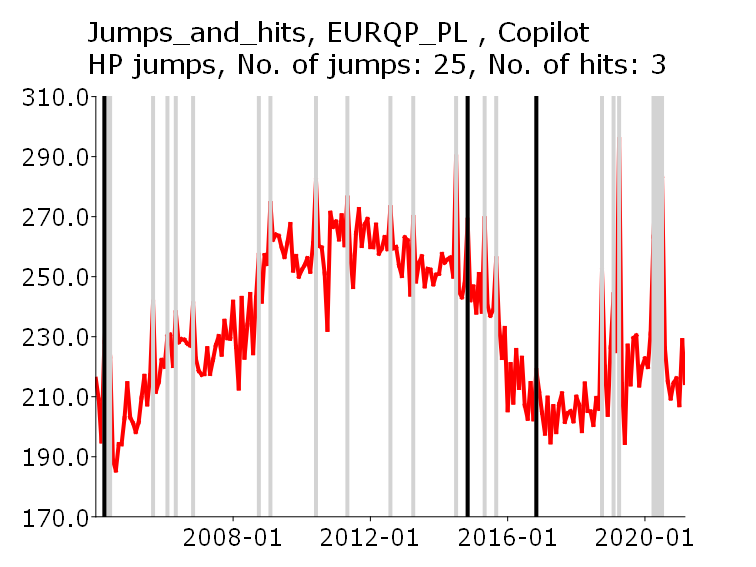 Jumps_and_hits, EURQP_PL , Copilot
HP jumps, No. of jumps: 25, No. of hits: 3
310.0
290.0
270.0
250.0
230.0
210.0
190.0
170.0
2008-01 2012-01 2016-01 2020-01